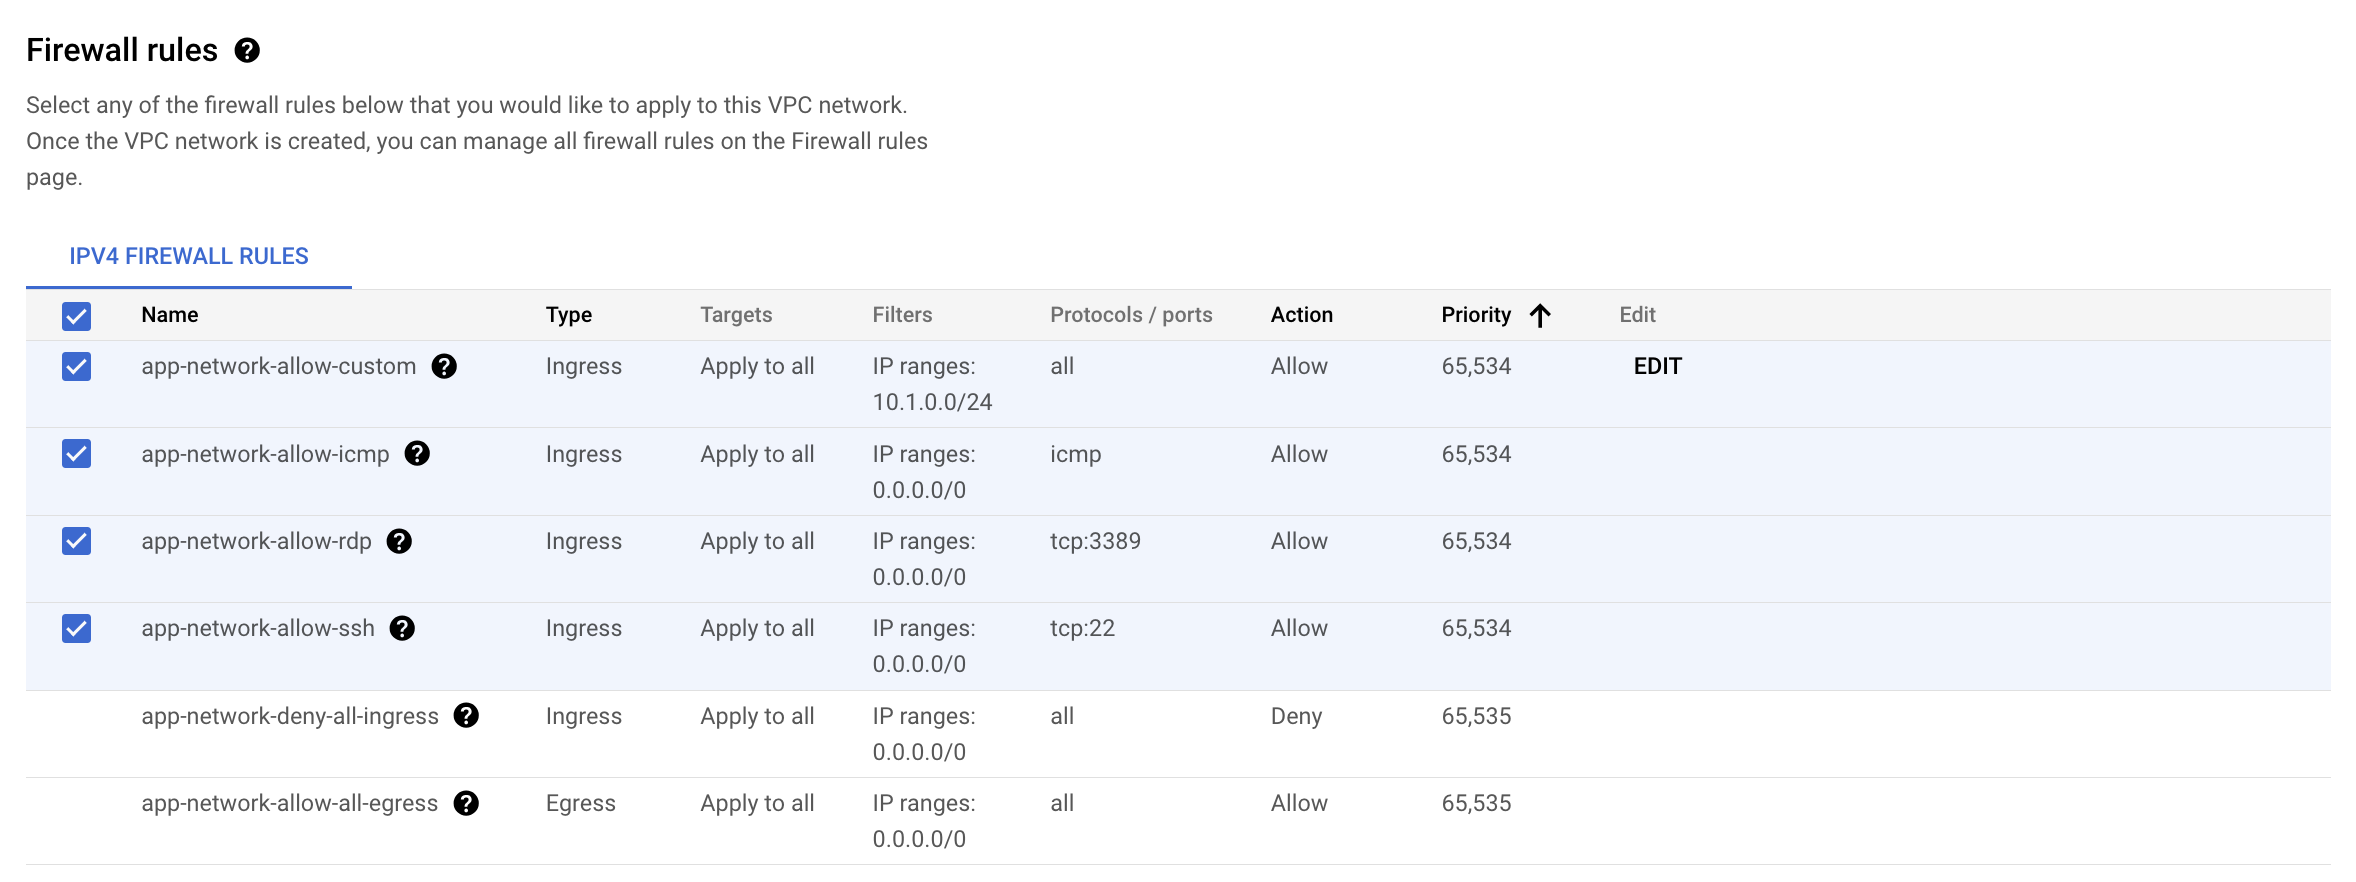 Firewall rules
Select any of the firewall rules below that you would like to apply to this VPC network.
Once the VPC network is created, you can manage all firewall rules on the Firewall rules
page.
IPV4 FIREWALL RULES
Name Type Targets Filters Protocols / ports Action Priority Edit
app-network-allow-custom Ingress Apply to all IP ranges: all Allow 65,534 EDIT
10.1.0.0/24
app-network-allow-icmp Ingress Apply to all IP ranges: icmp Allow 65,534
0.0.0.0/0
app-network-allow-rdp Ingress Apply to all IP ranges: tcp:3389 Allow 65,534
0.0.0.0/0
app-network-allow-ssh Ingress Apply to all IP ranges: tcp:22 Allow 65,534
0.0.0.0/0
app-network-deny-all-ingress Ingress Apply to all IP ranges: all Deny 65,535
0.0.0.0/0
app-network-allow-all-egress Egress Apply to all IP ranges: all Allow 65,535
0.0.0.0/0